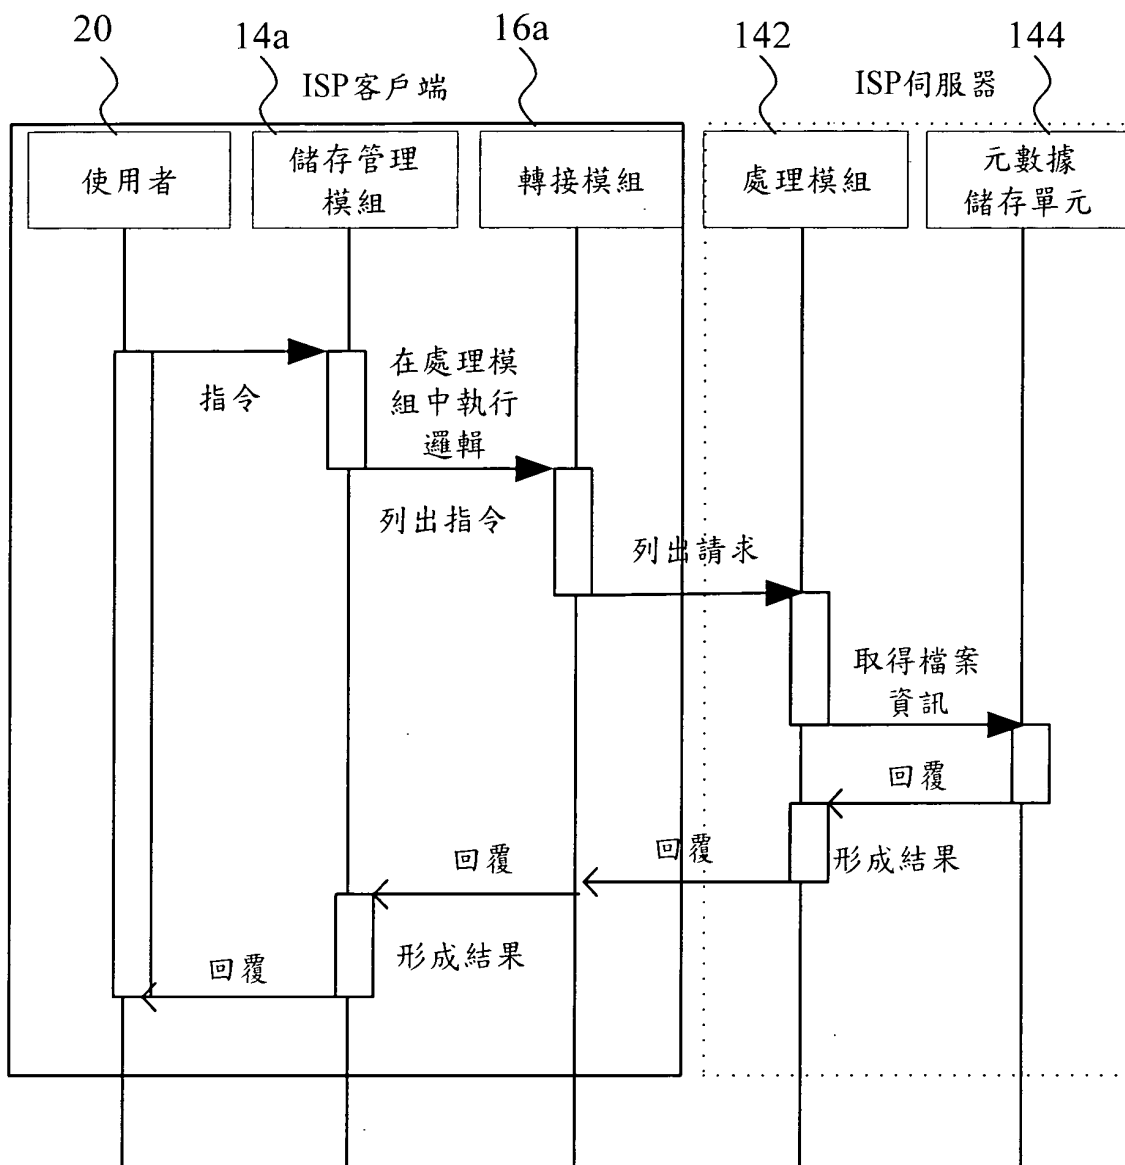 20
14a
16a
142
144
ISP客戶端
ISP伺服器
使用者
儲存管理
模組
轉接模組
處理模組
元數據
儲存單元
指令
在處理模
組中執行
邏輯
列出指令
列出請求
取得檔案
資訊
回覆
形成結果
回覆
回覆
形成結果
回覆